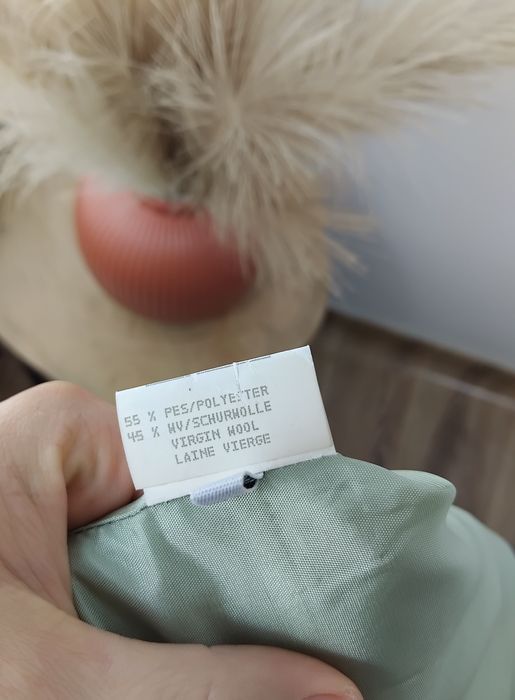 55 % PES/POLYESTER
45 % WV/SCHURWOLLE
VIRGIN WOOL
LAINE VIERGE